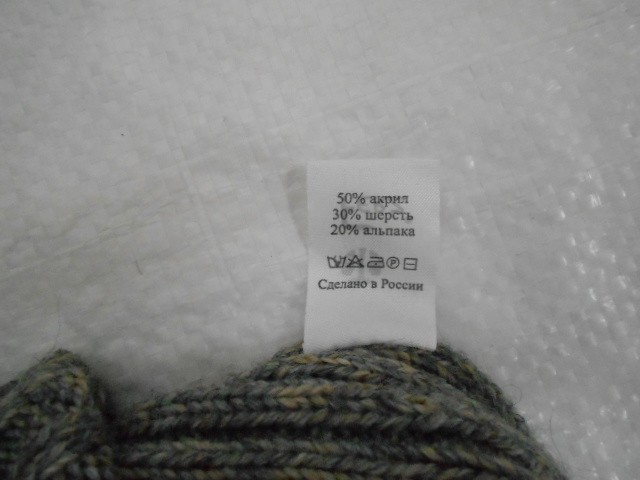 50% акрил
30% шерсть
20% альпака
Сделано в России